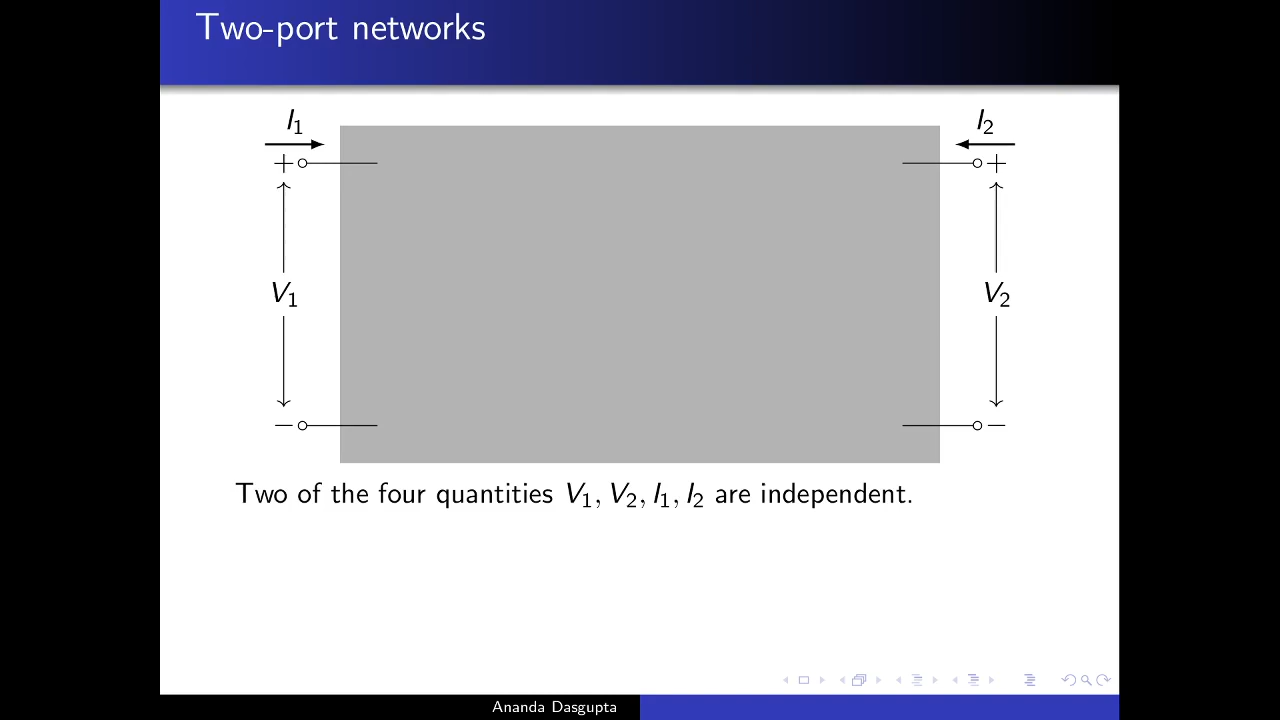 Two-port networks
I₁ I₂
+ +
V₁ V₂
− −
Two of the four quantities V₁, V₂, I₁, I₂ are independent.
Ananda Dasgupta